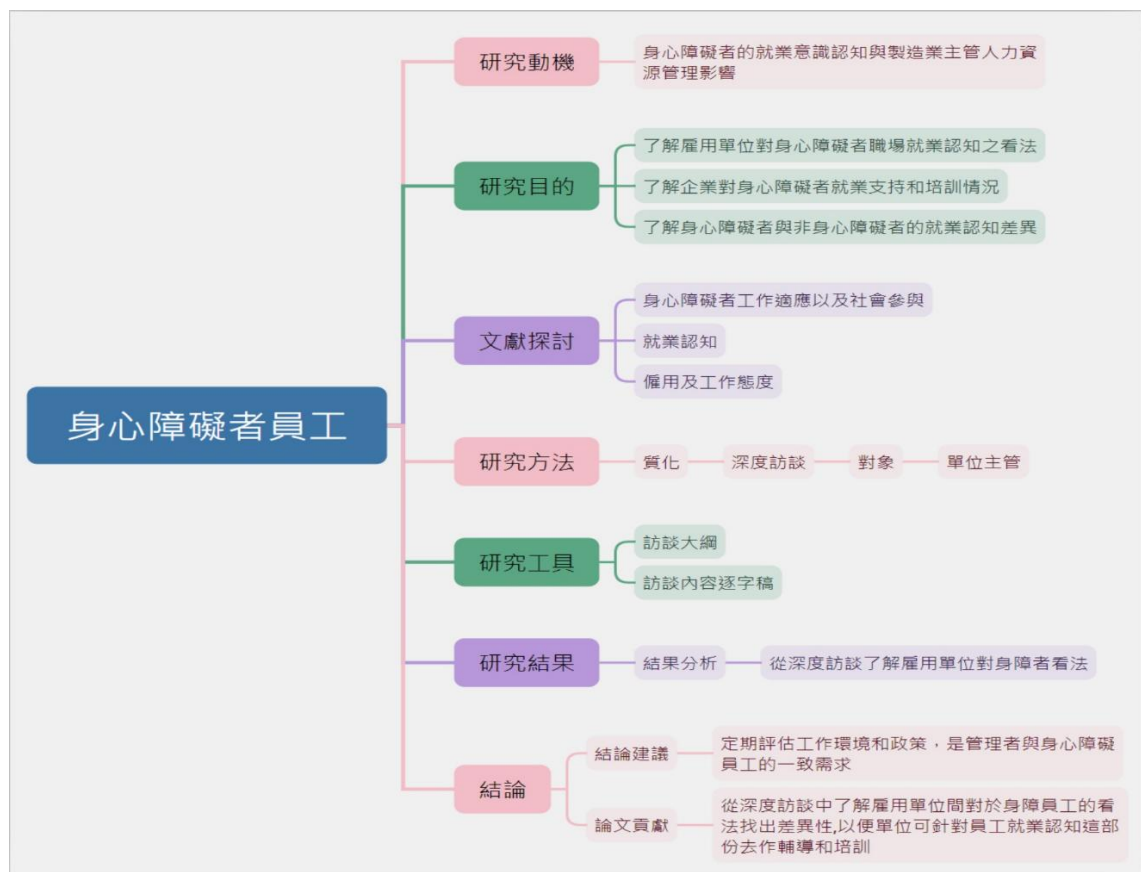 身心障礙者員工
研究動機
身心障礙者的就業意識認知與製造業主管人力資
源管理影響
研究目的
了解雇用單位對身心障礙者職場就業認知之看法
了解企業對身心障礙者就業支持和培訓情況
了解身心障礙者與非身心障礙者的就業認知差異
文獻探討
身心障礙者工作適應以及社會參與
就業認知
僱用及工作態度
研究方法
質化
深度訪談
對象
單位主管
研究工具
訪談大綱
訪談內容逐字稿
研究結果
結果分析
從深度訪談了解雇用單位對身障者看法
結論
結論建議
定期評估工作環境和政策，是管理者與身心障礙
員工的一致需求
論文貢獻
從深度訪談中了解雇用單位間對於身障員工的看
法找出差異性,以便單位可針對員工就業認知這部
份去作輔導和培訓